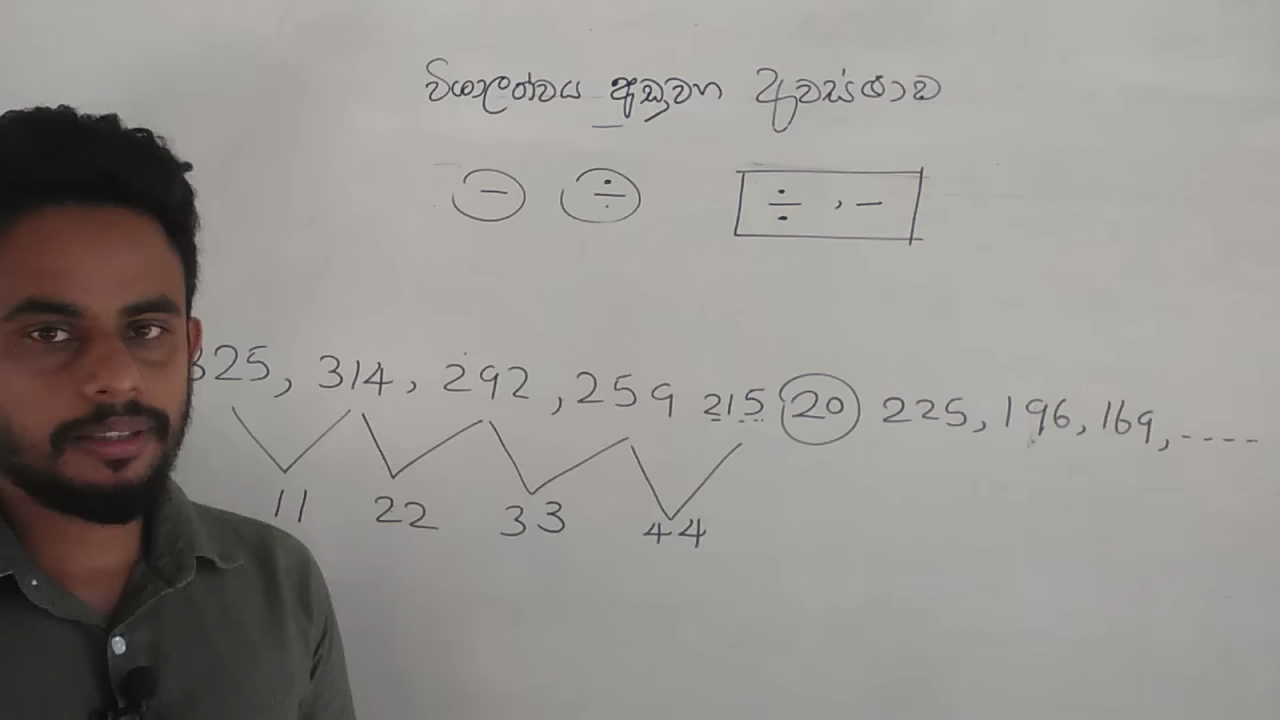 විශාලත්වය අඩුවන අවස්ථාව
− ÷ ÷ , −
325, 314, 292, 259 215 20 225, 196, 169, ----
11 22 33 44